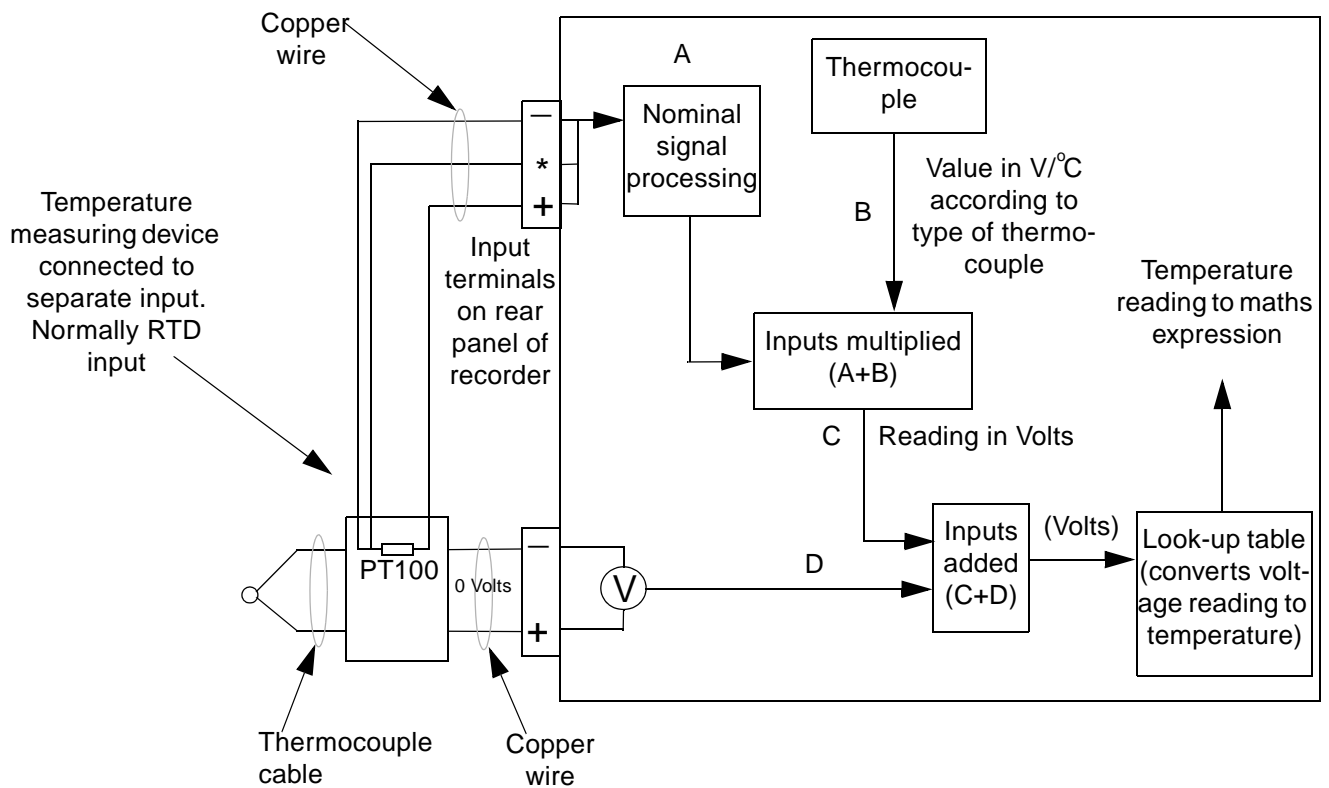 Copper
wire
A
Thermocou-
ple
Nominal
signal
processing
−
*
+
Value in V/°C
according to
type of thermo-
couple
B
Temperature
measuring device
connected to
separate input.
Normally RTD
input
Input
terminals
on rear
panel of
recorder
Temperature
reading to maths
expression
Inputs multiplied
(A+B)
C
Reading in Volts
Inputs
added
(C+D)
(Volts)
Look-up table
(converts volt-
age reading to
temperature)
PT100
0 Volts
−
+
V
D
Thermocouple
cable
Copper
wire